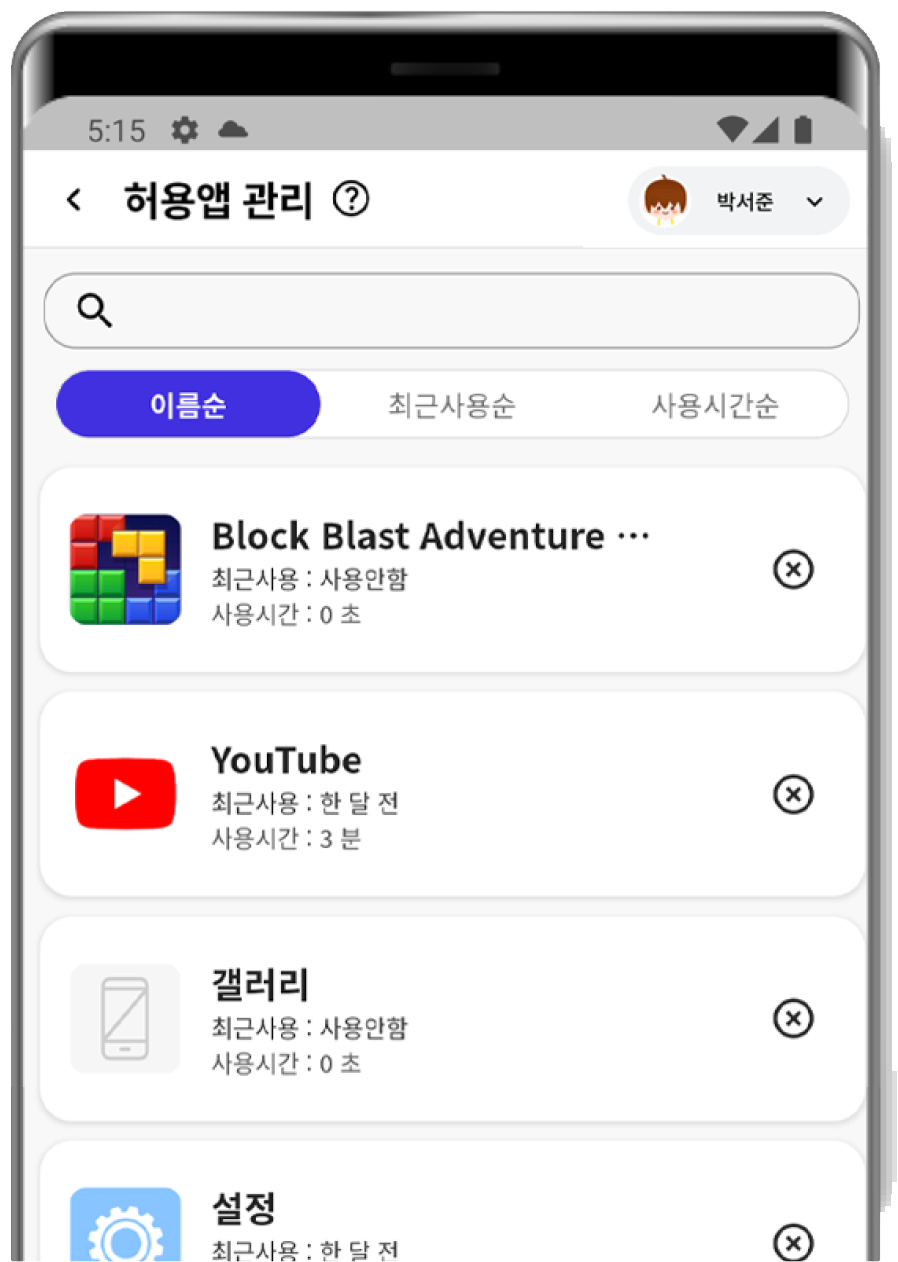 5:15
허용앱 관리
박서준
이름순 최근사용순 사용시간순
Block Blast Adventure ···
최근사용 : 사용안함
사용시간 : 0 초
YouTube
최근사용 : 한 달 전
사용시간 : 3 분
갤러리
최근사용 : 사용안함
사용시간 : 0 초
설정
최근사용 : 한 달 전